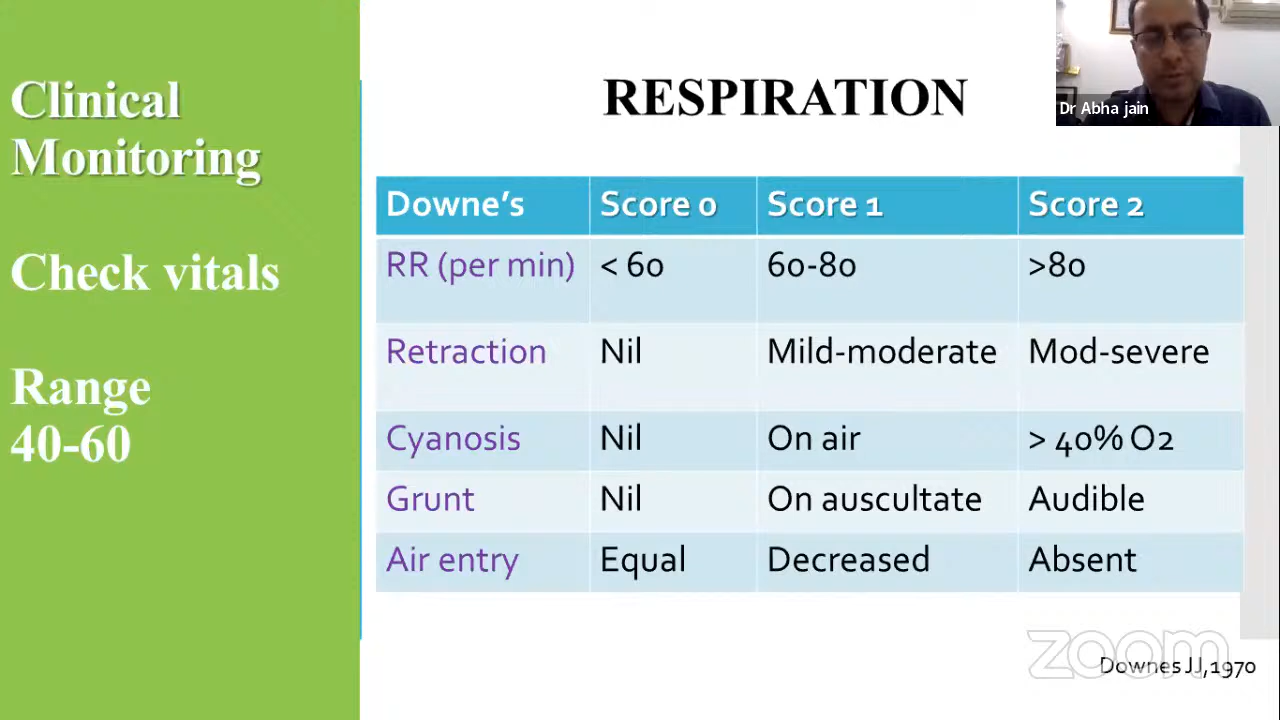 Clinical
Monitoring
Check vitals
Range
40-60
RESPIRATION
Dr Abha jain
Downe's Score 0 Score 1 Score 2
RR (per min) < 60 60-80 >80
Retraction Nil Mild-moderate Mod-severe
Cyanosis Nil On air > 40% O2
Grunt Nil On auscultate Audible
Air entry Equal Decreased Absent
zoom
Downes JJ,1970